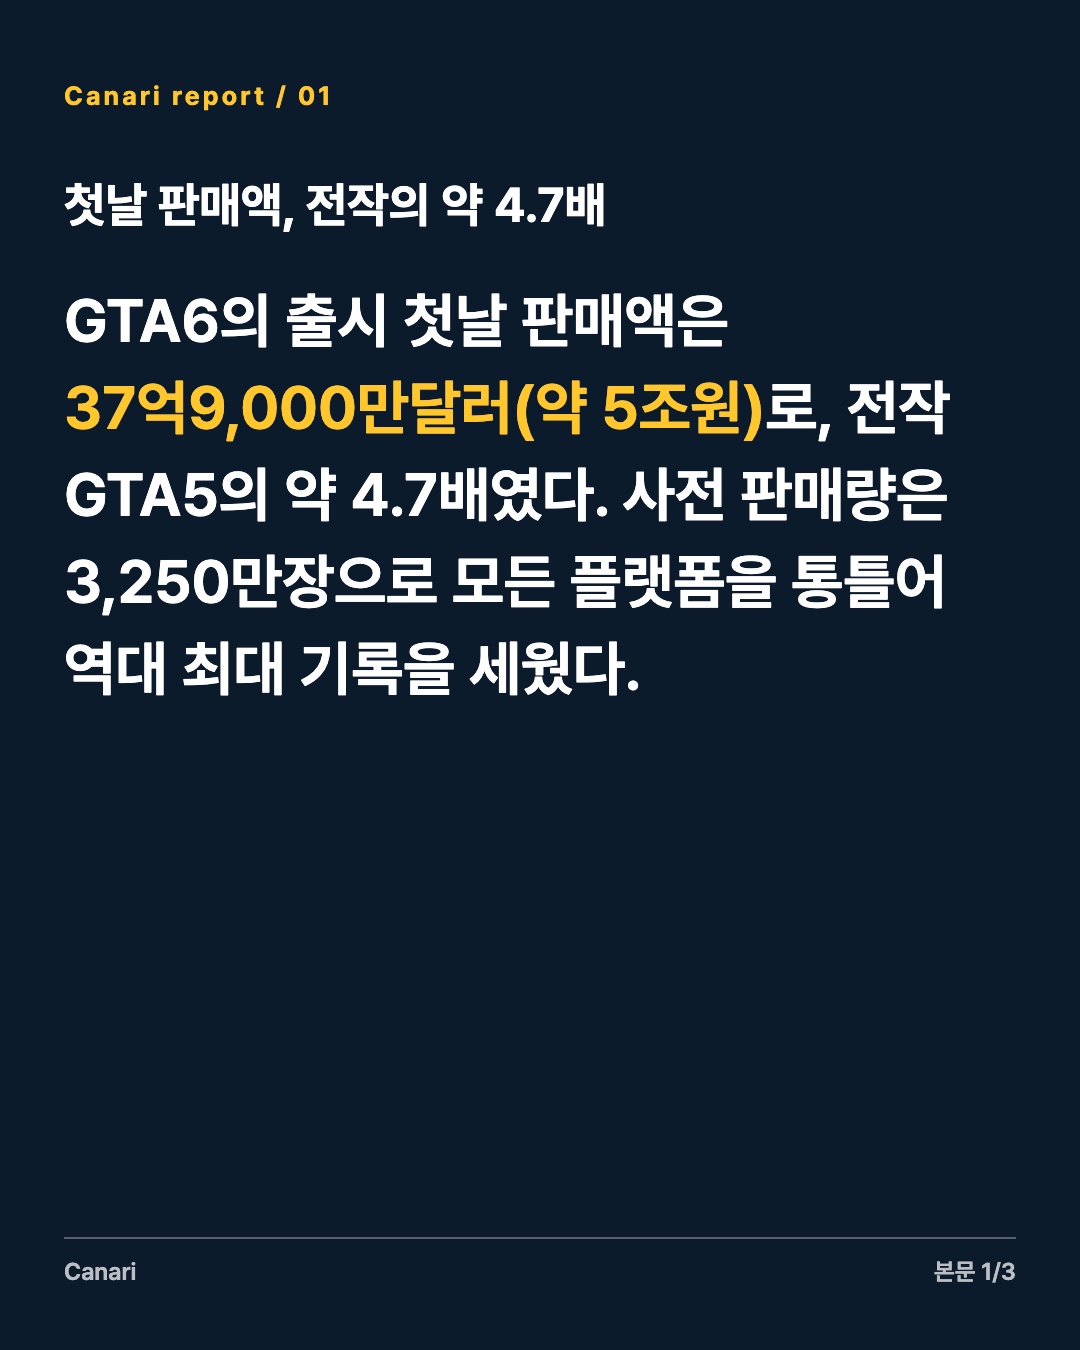 Canari report / 01
첫날 판매액, 전작의 약 4.7배
GTA6의 출시 첫날 판매액은
37억9,000만달러(약 5조원)로, 전작
GTA5의 약 4.7배였다. 사전 판매량은
3,250만장으로 모든 플랫폼을 통틀어
역대 최대 기록을 세웠다.
Canari
본문 1/3